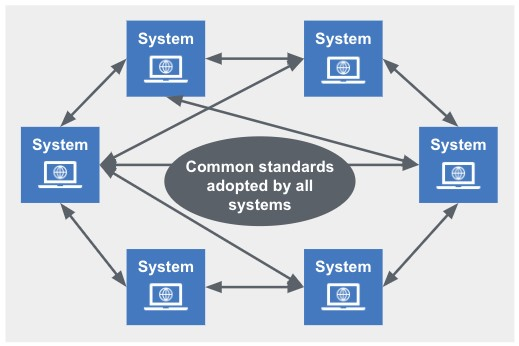 System
System
System
Common standards
adopted by all
systems
System
System
System